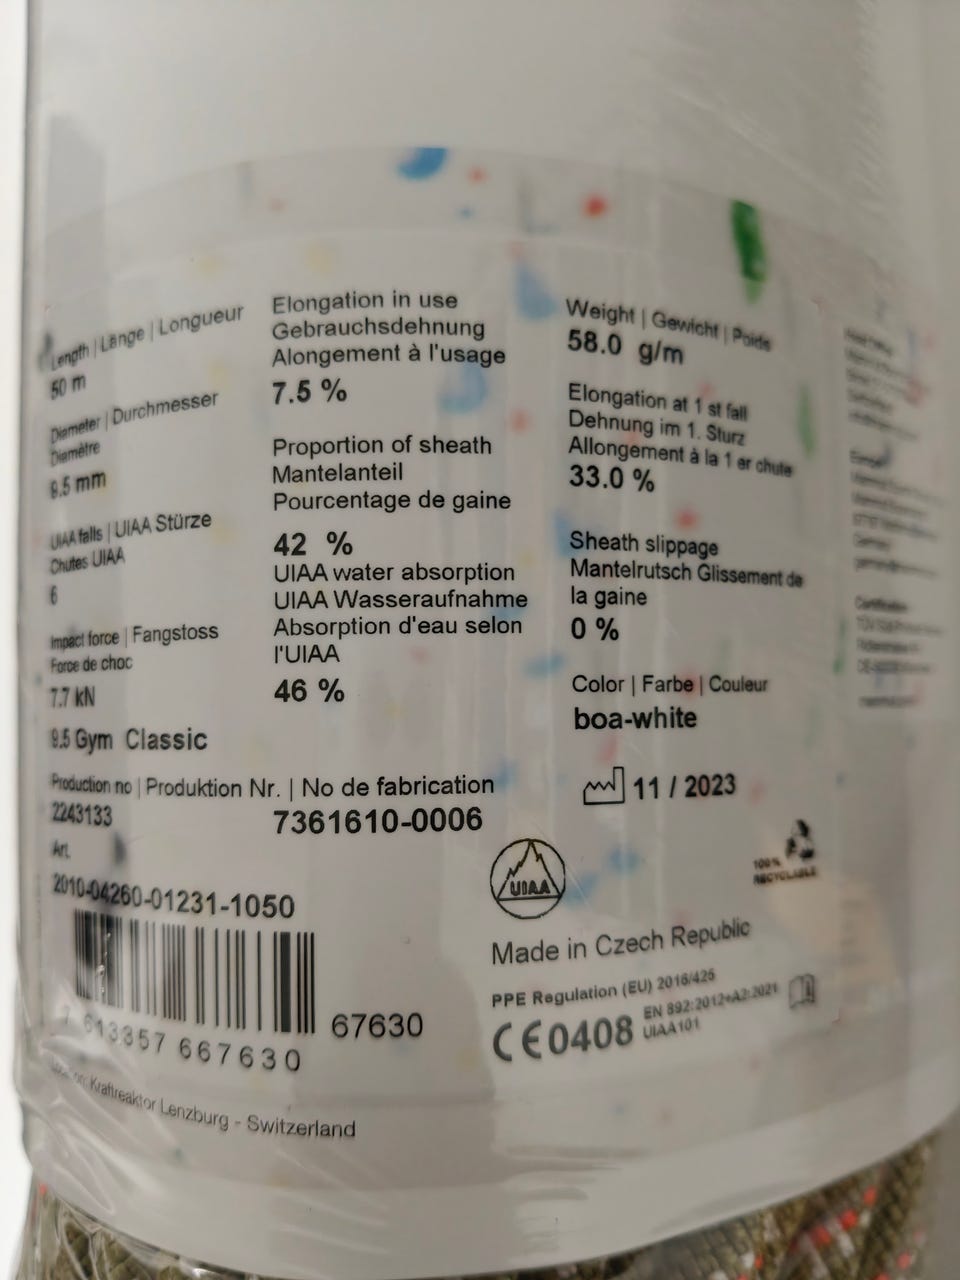 Length | Länge | Longueur
50 m
Diameter | Durchmesser
Diamètre
9.5 mm
UIAA falls | UIAA Stürze
Chutes UIAA
6
Impact force | Fangstoss
Force de choc
7.7 kN
9.5 Gym Classic
Production no | Produktion Nr. | No de fabrication
2243133
7361610-0006
Art.
2010-04260-01231-1050
67630
7 613357 667630
Location: Kraftreaktor Lenzburg - Switzerland
Elongation in use
Gebrauchsdehnung
Alongement à l'usage
7.5 %
Proportion of sheath
Mantelanteil
Pourcentage de gaine
42 %
UIAA water absorption
UIAA Wasseraufnahme
Absorption d'eau selon
l'UIAA
46 %
Weight | Gewicht | Poids
58.0 g/m
Elongation at 1 st fall
Dehnung im 1. Sturz
Allongement à la 1 er chute
33.0 %
Sheath slippage
Mantelrutsch Glissement de
la gaine
0 %
Color | Farbe | Couleur
boa-white
11 / 2023
UIAA
100%
RECYCLABLE
Made in Czech Republic
PPE Regulation (EU) 2016/425
CE0408
EN 892:2012+A2:2021
UIAA101